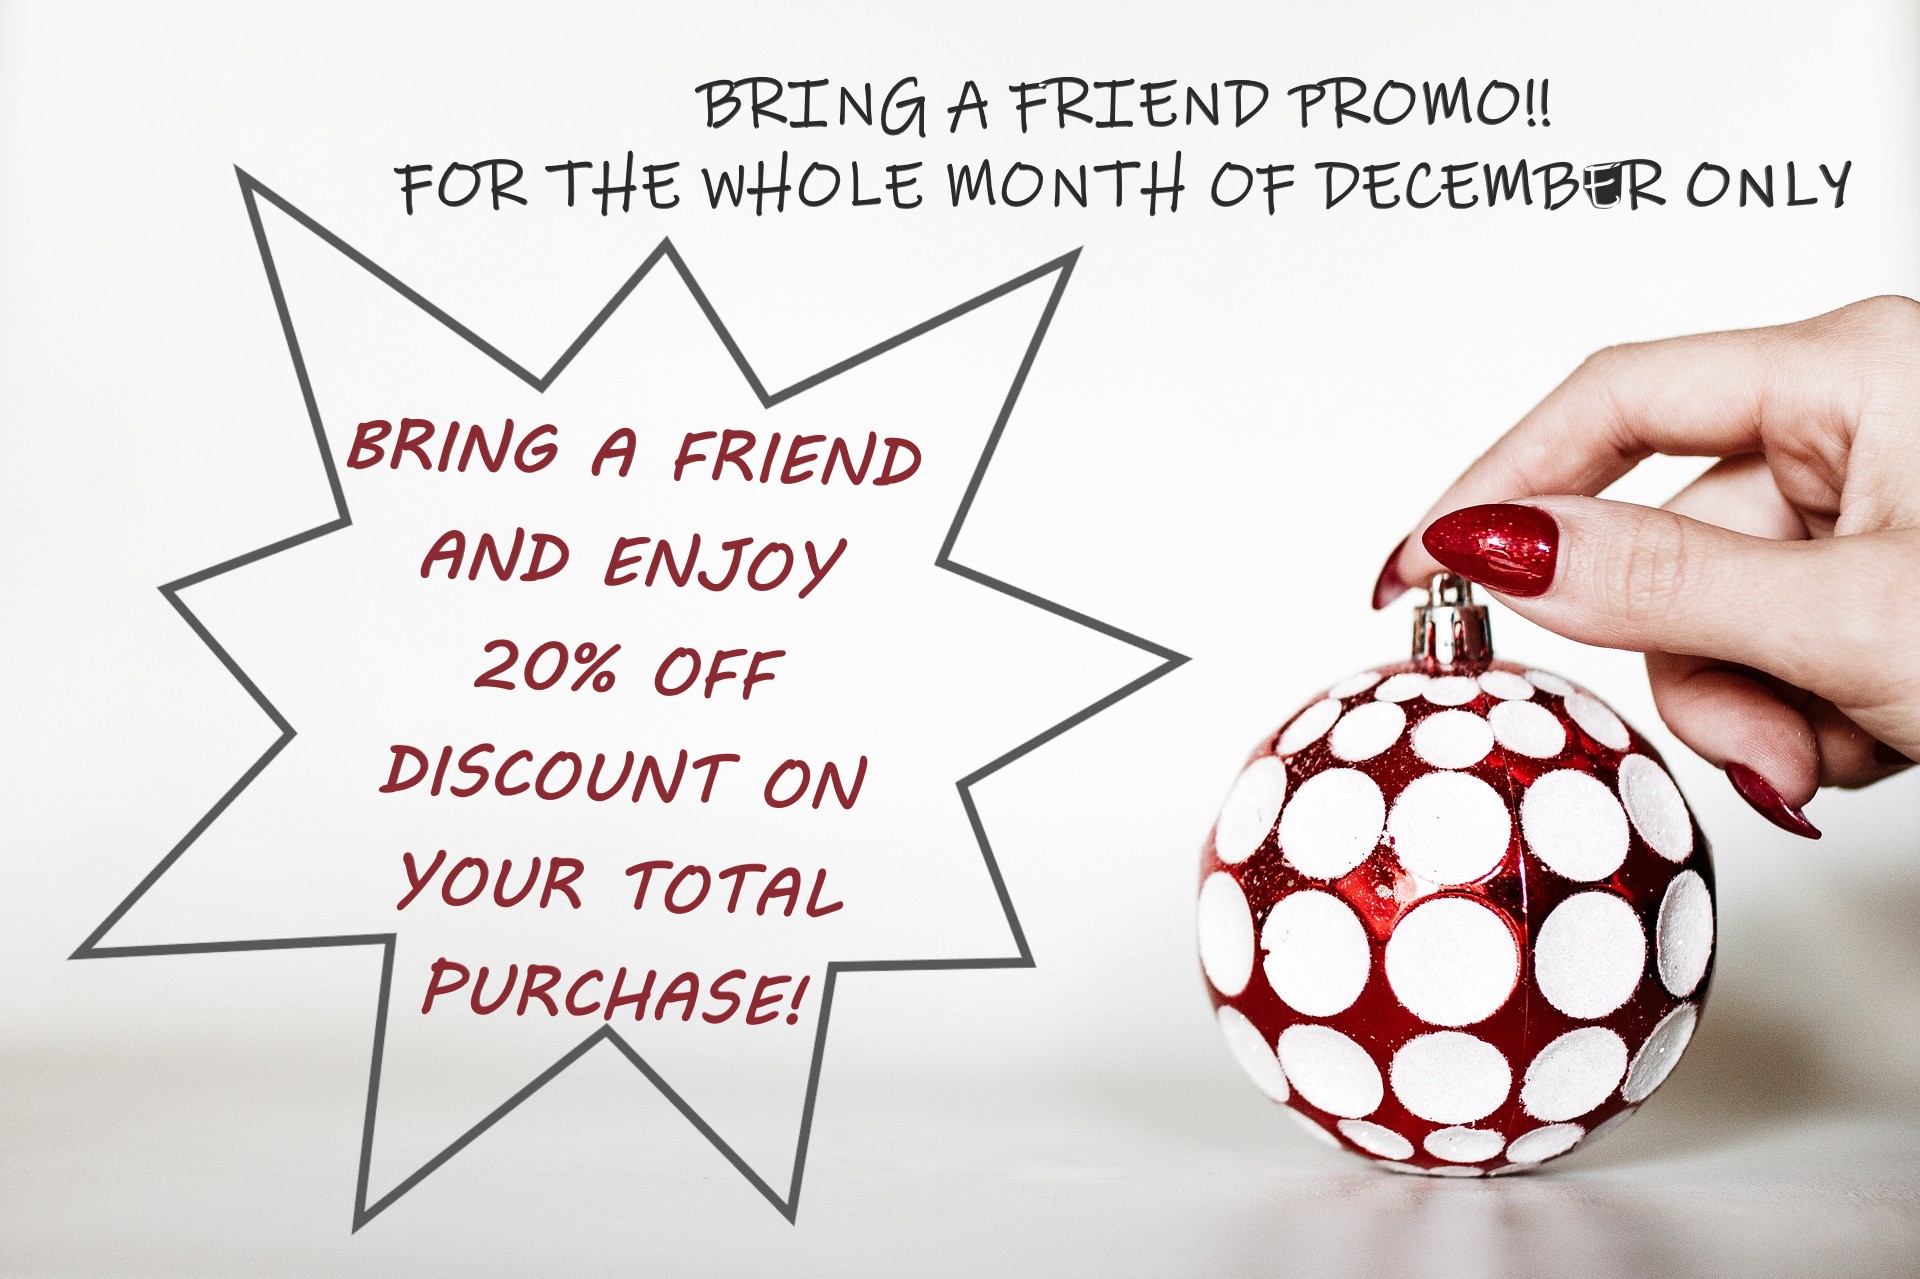 BRING A FRIEND PROMO!!
FOR THE WHOLE MONTH OF DECEMBER ONLY
BRING A FRIEND
AND ENJOY
20% OFF
DISCOUNT ON
YOUR TOTAL
PURCHASE!